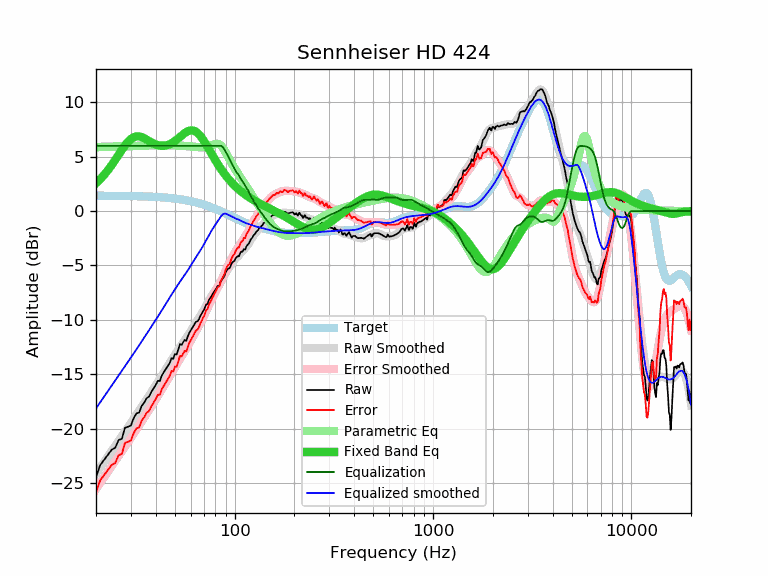 Sennheiser HD 424
Amplitude (dBr)
10
5
0
−5
−10
−15
−20
−25
Target
Raw Smoothed
Error Smoothed
Raw
Error
Parametric Eq
Fixed Band Eq
Equalization
Equalized smoothed
100 1000 10000
Frequency (Hz)